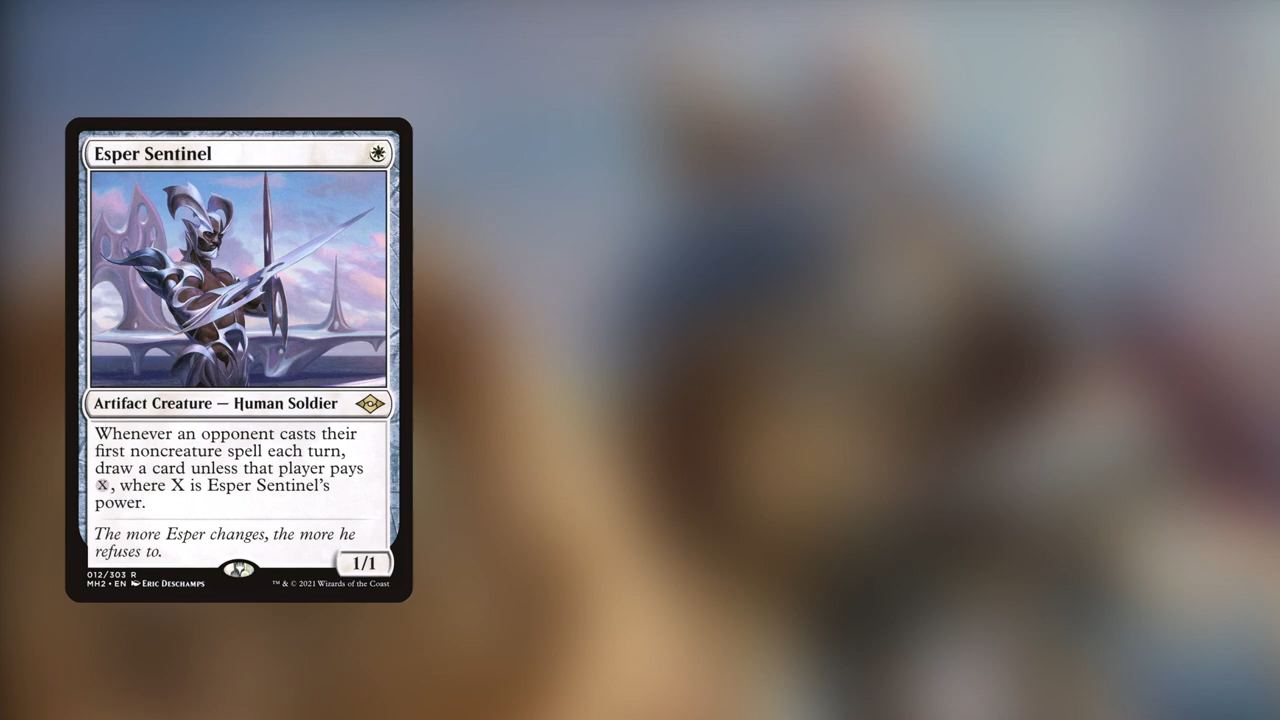 Esper Sentinel
Artifact Creature — Human Soldier
Whenever an opponent casts their
first noncreature spell each turn,
draw a card unless that player pays
X, where X is Esper Sentinel's
power.
The more Esper changes, the more he
refuses to.
1/1
012/303 R
MH2 • EN Eric Deschamps
™ & © 2021 Wizards of the Coast